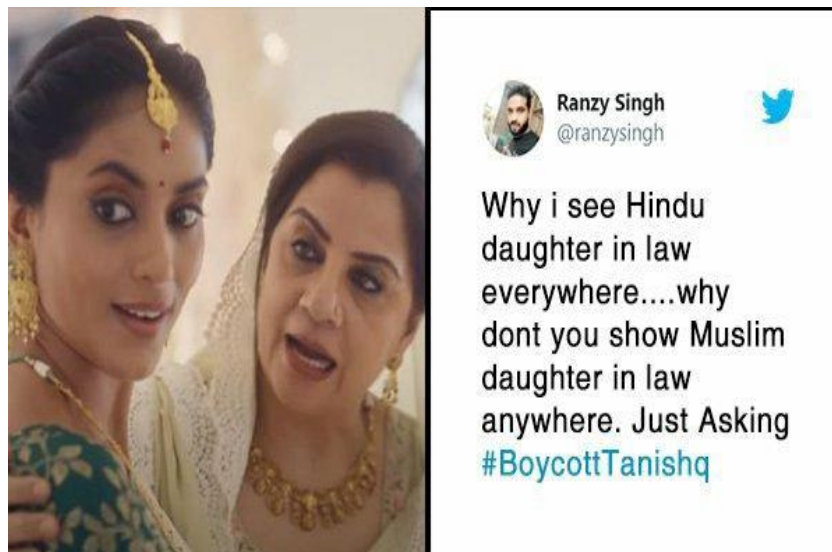 Ranzy Singh
@ranzysingh
Why i see Hindu
daughter in law
everywhere....why
dont you show Muslim
daughter in law
anywhere. Just Asking
#BoycottTanishq